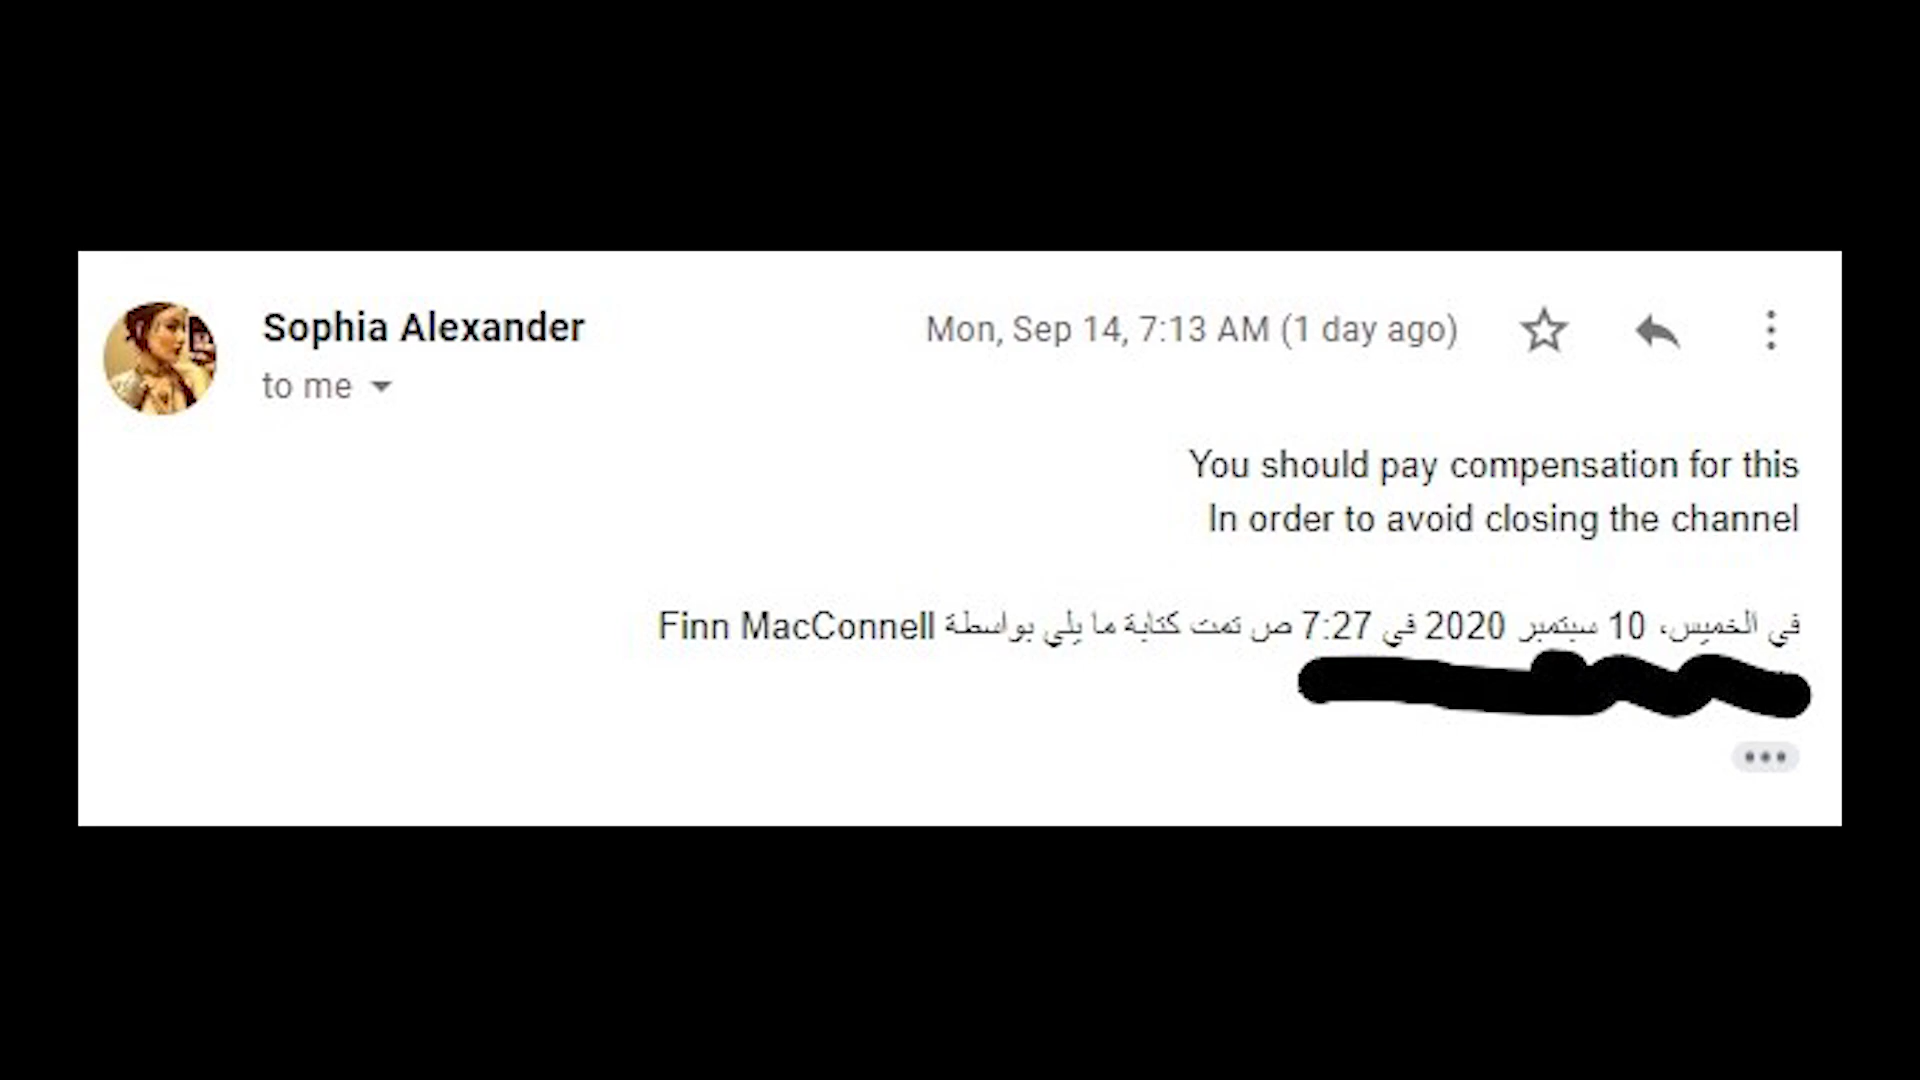 Sophia Alexander
Mon, Sep 14, 7:13 AM (1 day ago)
to me
You should pay compensation for this
In order to avoid closing the channel
في الخميس، 10 سبتمبر 2020 في 7:27 ص تمت كتابة ما يلي بواسطة Finn MacConnell